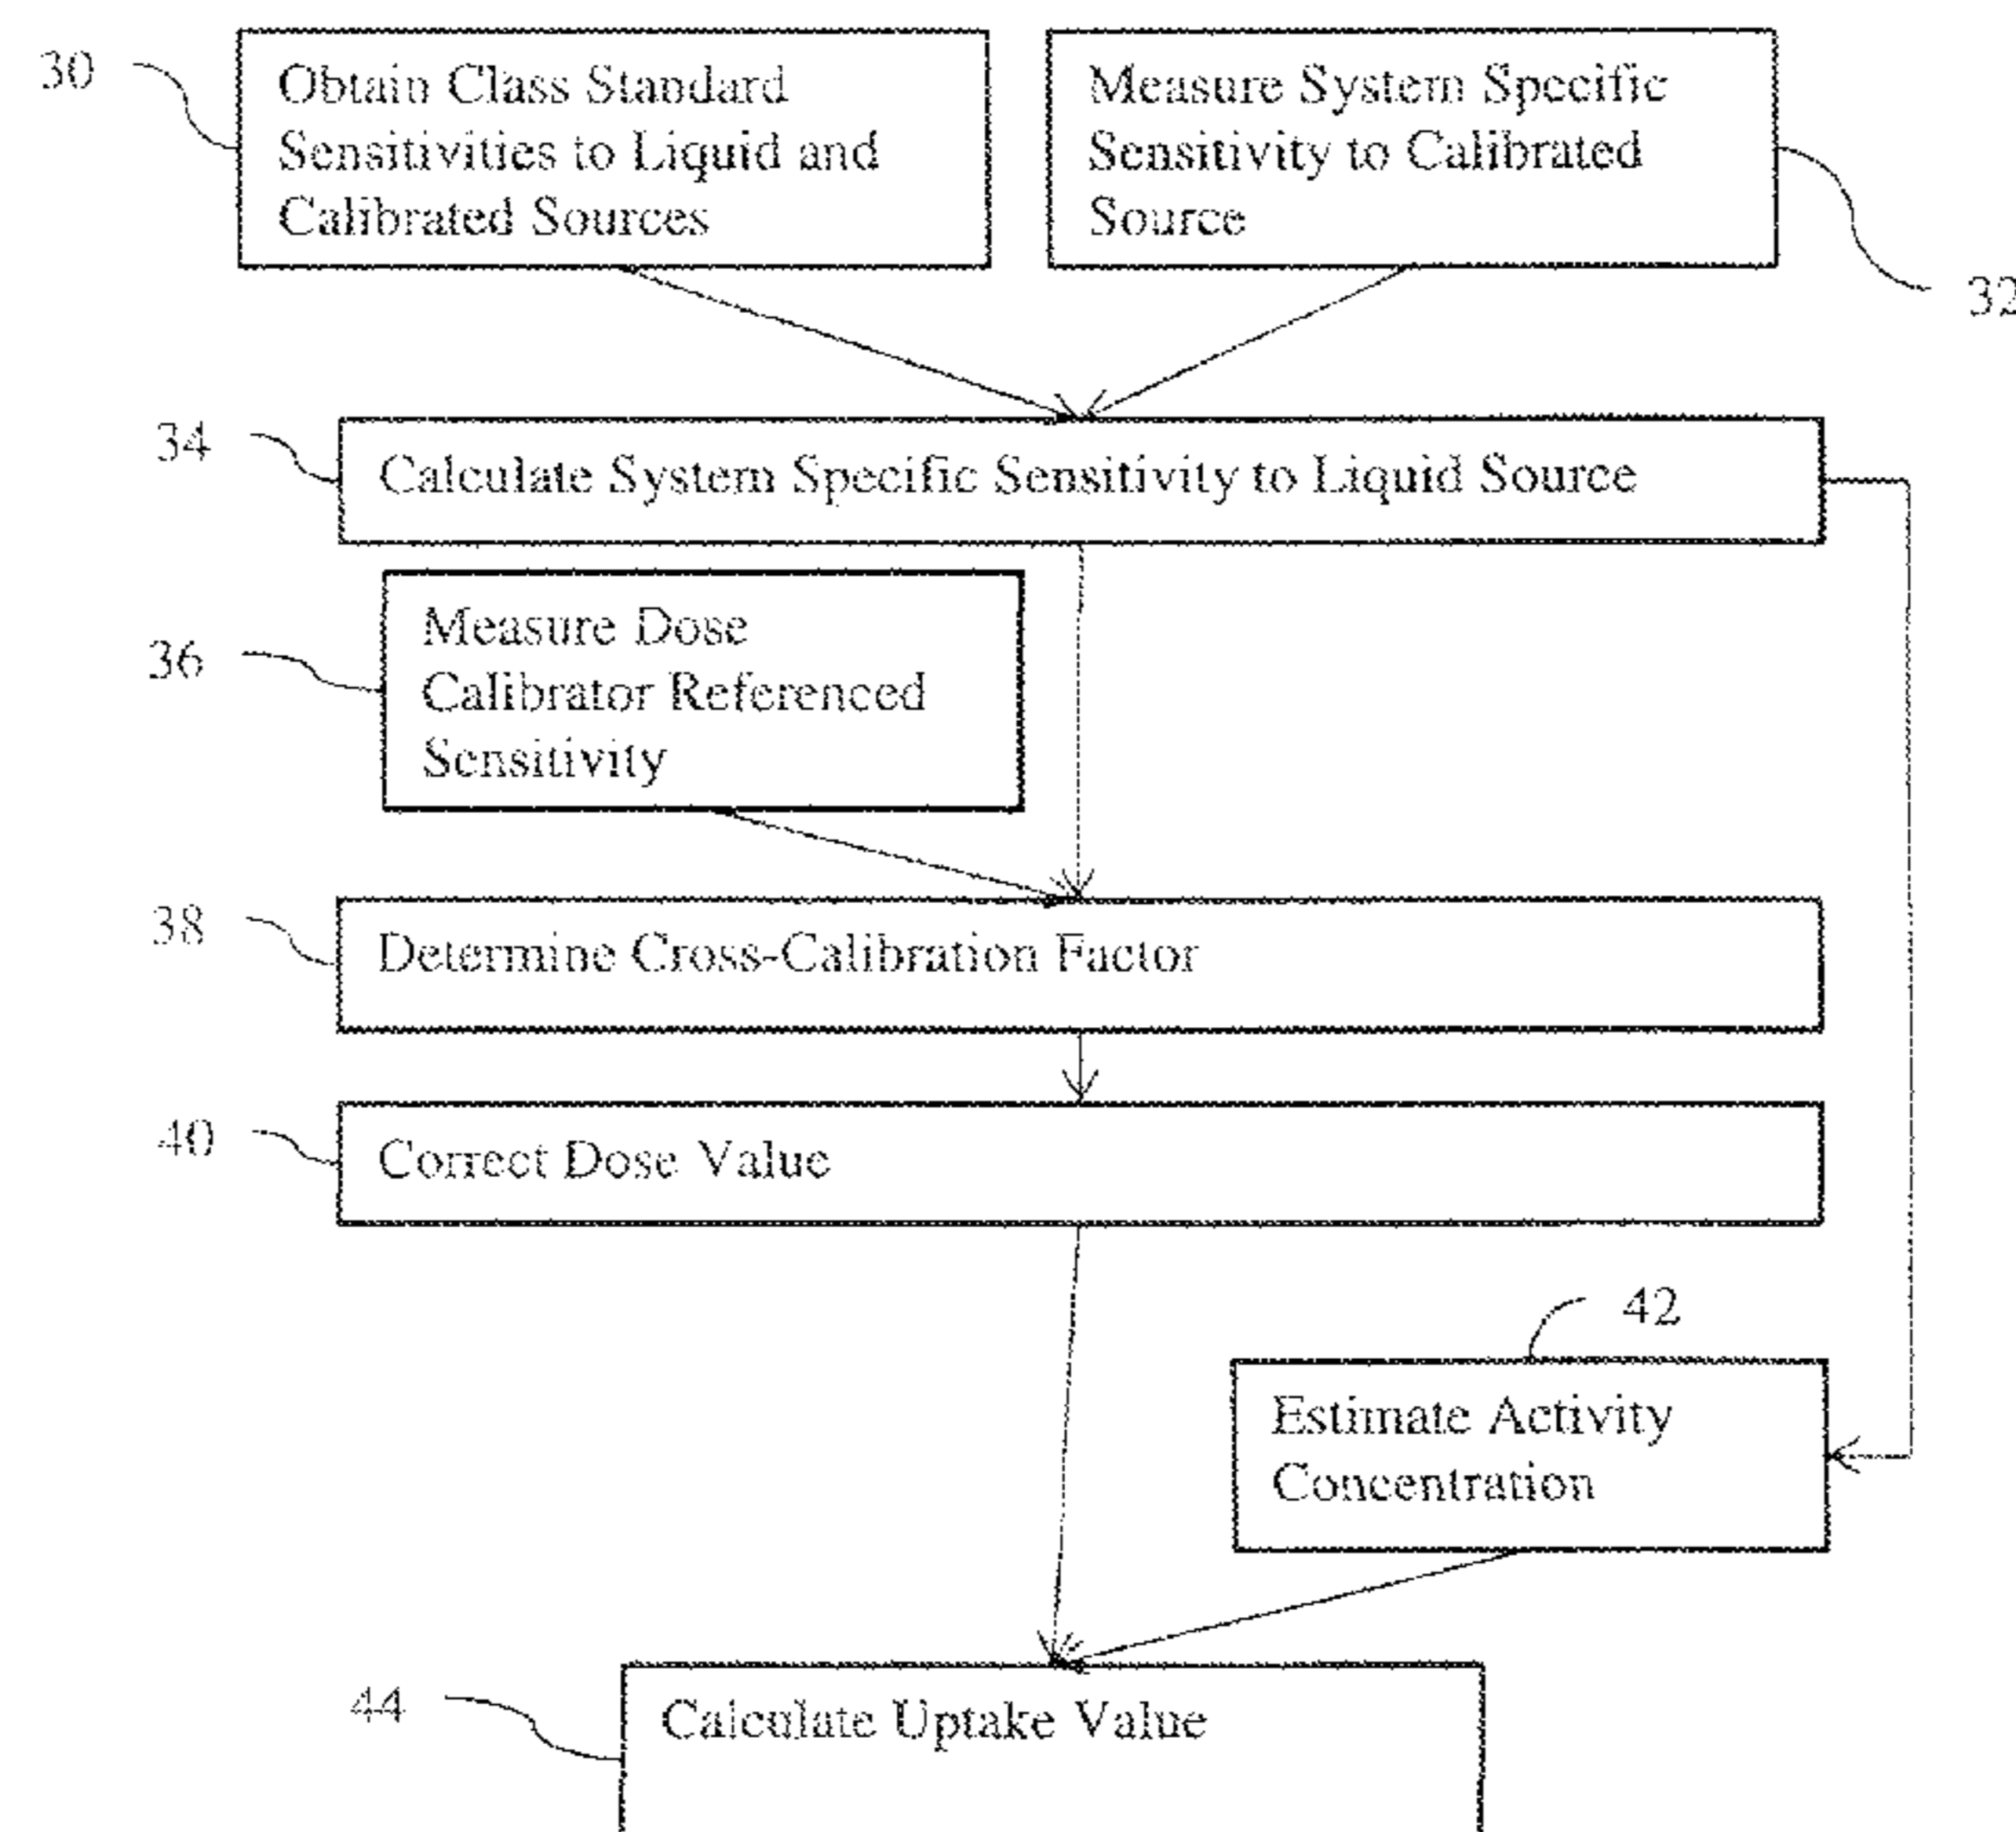 30
Obtain Class Standard
Sensitivities to Liquid and
Calibrated Sources
Measure System Specific
Sensitivity to Calibrated
Source
32
34
Calculate System Specific Sensitivity to Liquid Source
36
Measure Dose
Calibrator Referenced
Sensitivity
38
Determine Cross-Calibration Factor
40
Correct Dose Value
42
Estimate Activity
Concentration
44
Calculate Uptake Value